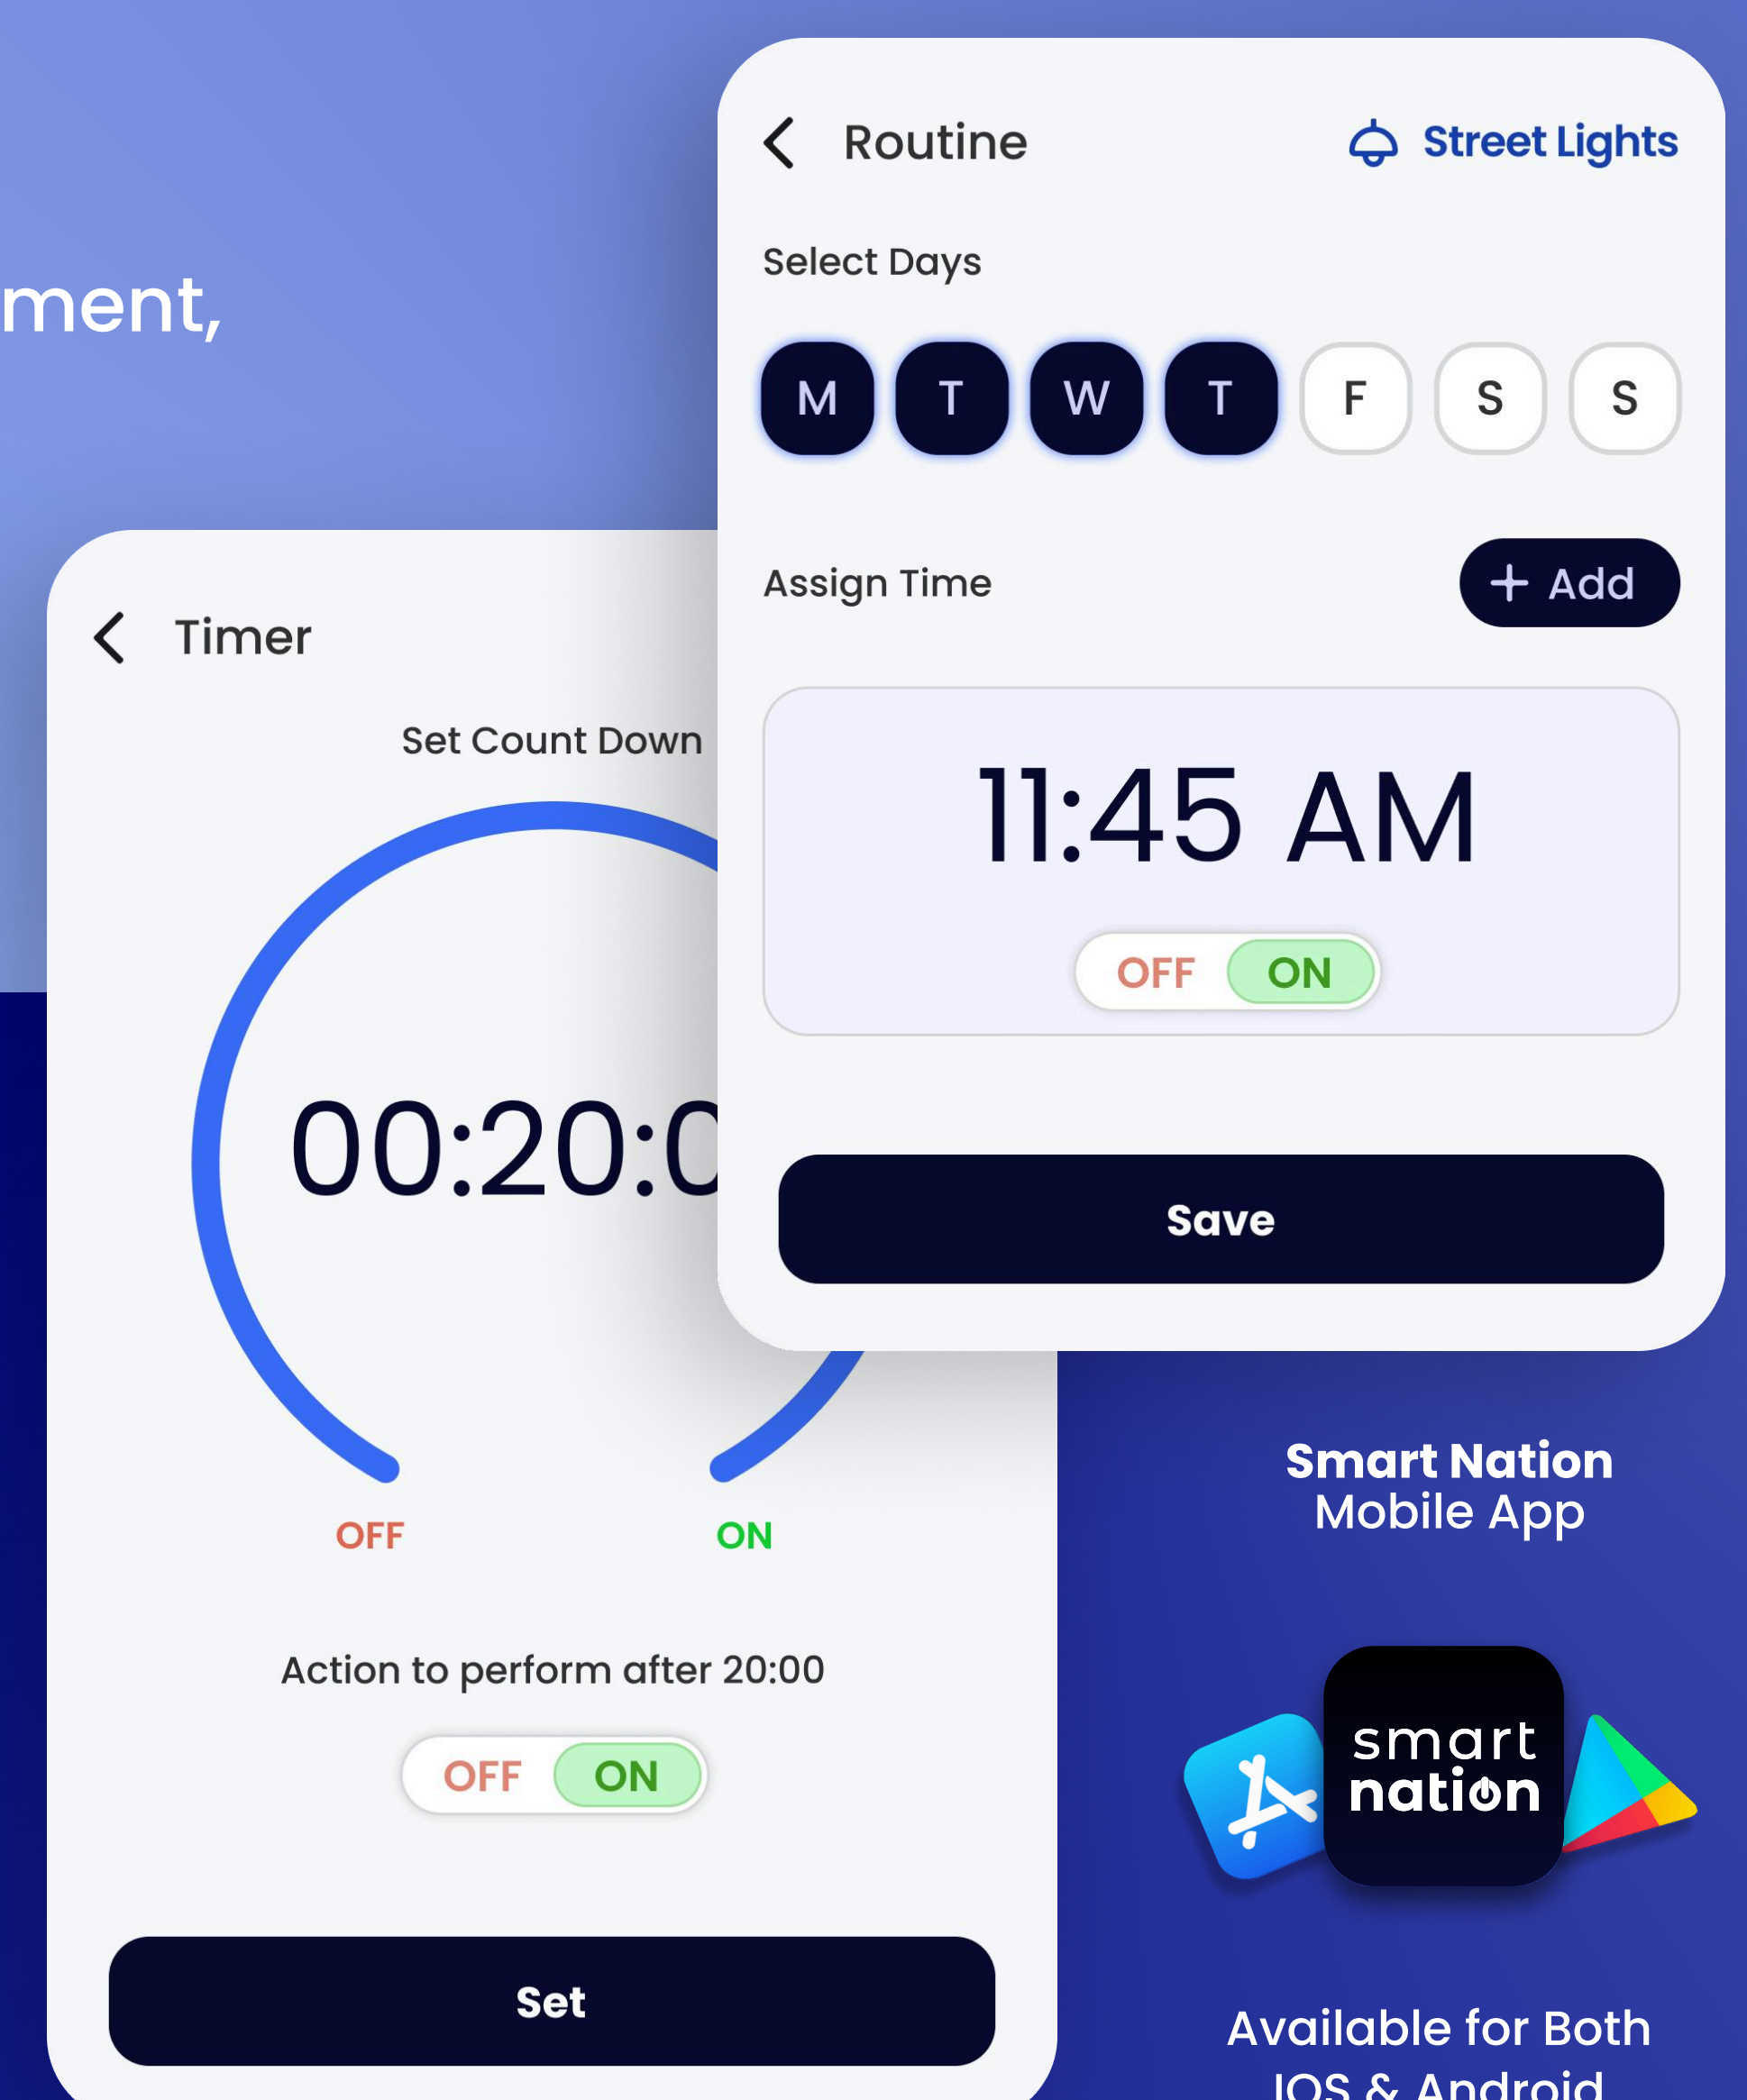 ment,
Routine
Street Lights
Select Days
M T W T F S S
Assign Time
+ Add
11:45 AM
OFF ON
Save
Timer
Set Count Down
00:20:0
OFF ON
Action to perform after 20:00
OFF ON
Set
Smart Nation
Mobile App
smart
nation
Available for Both
IOS & Android